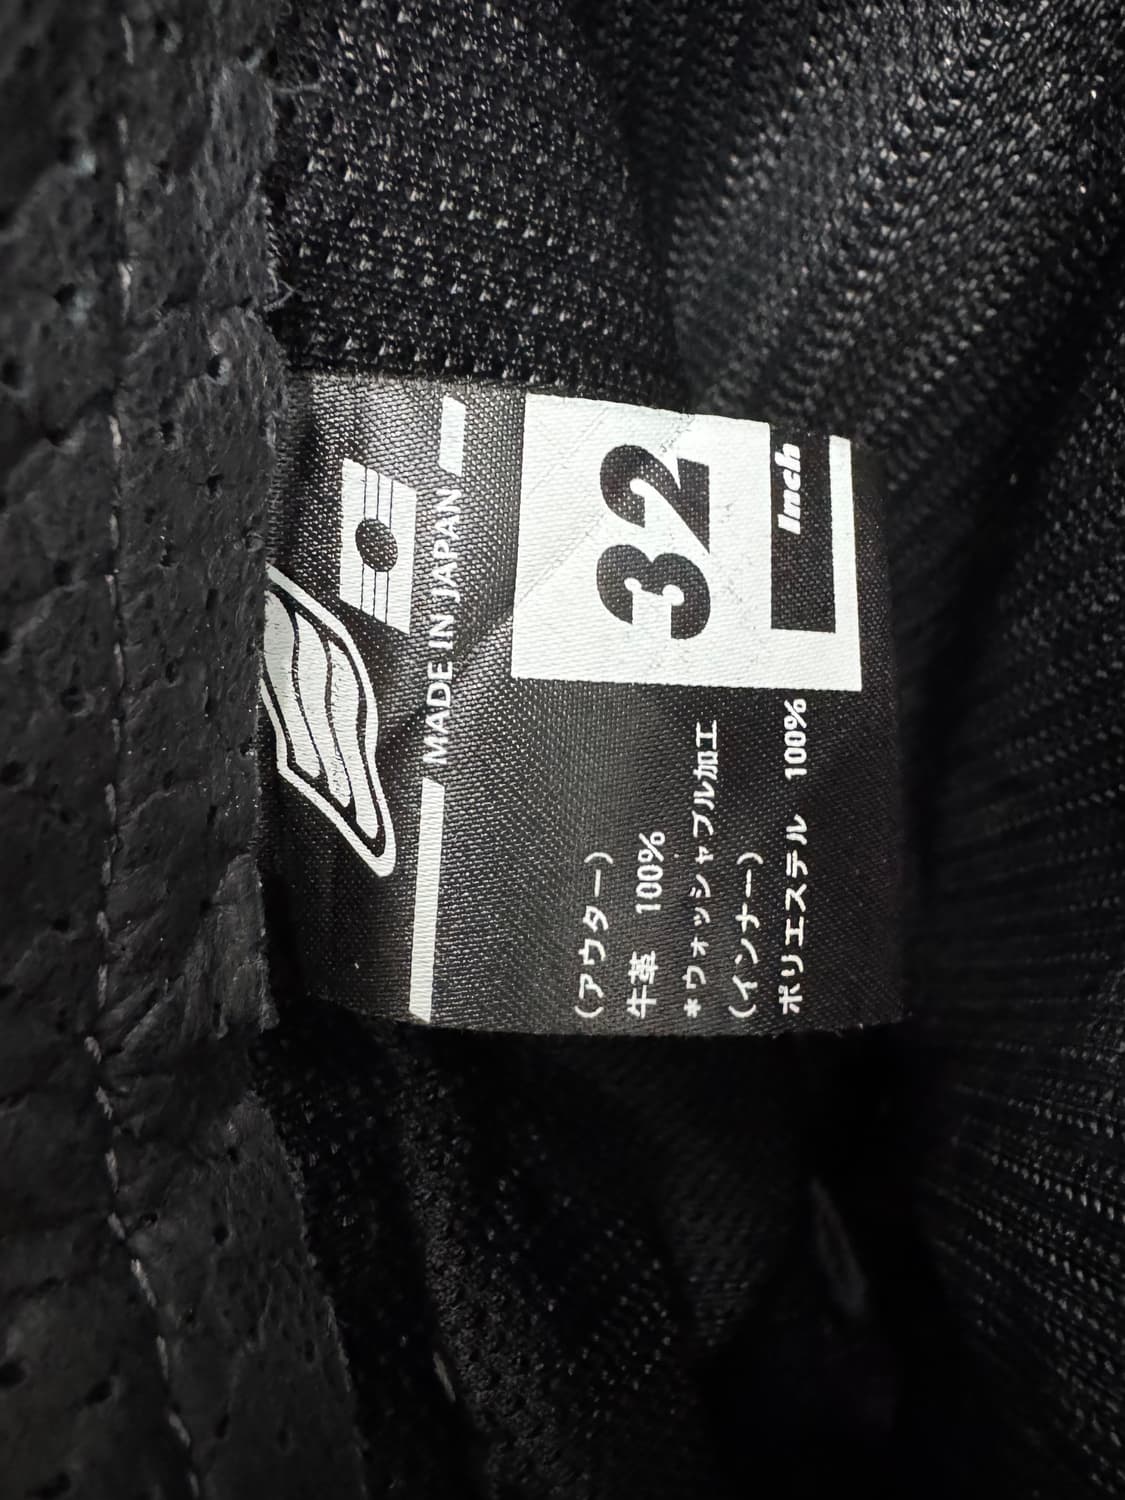 MADE IN JAPAN
32
Inch
(アウター)
牛革 100%
*ウォッシャブル加工
(インナー)
ポリエステル 100%